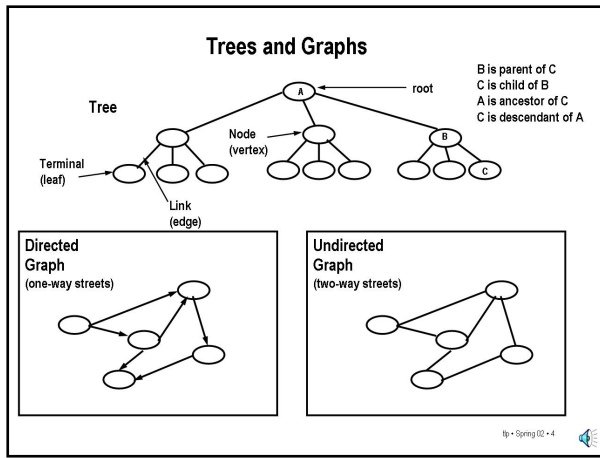 Trees and Graphs
B is parent of C
C is child of B
A is ancestor of C
C is descendant of A
A
root
Tree
Node
(vertex)
B
Terminal
(leaf)
C
Link
(edge)
Directed
Graph
(one-way streets)
Undirected
Graph
(two-way streets)
tlp • Spring 02 • 4